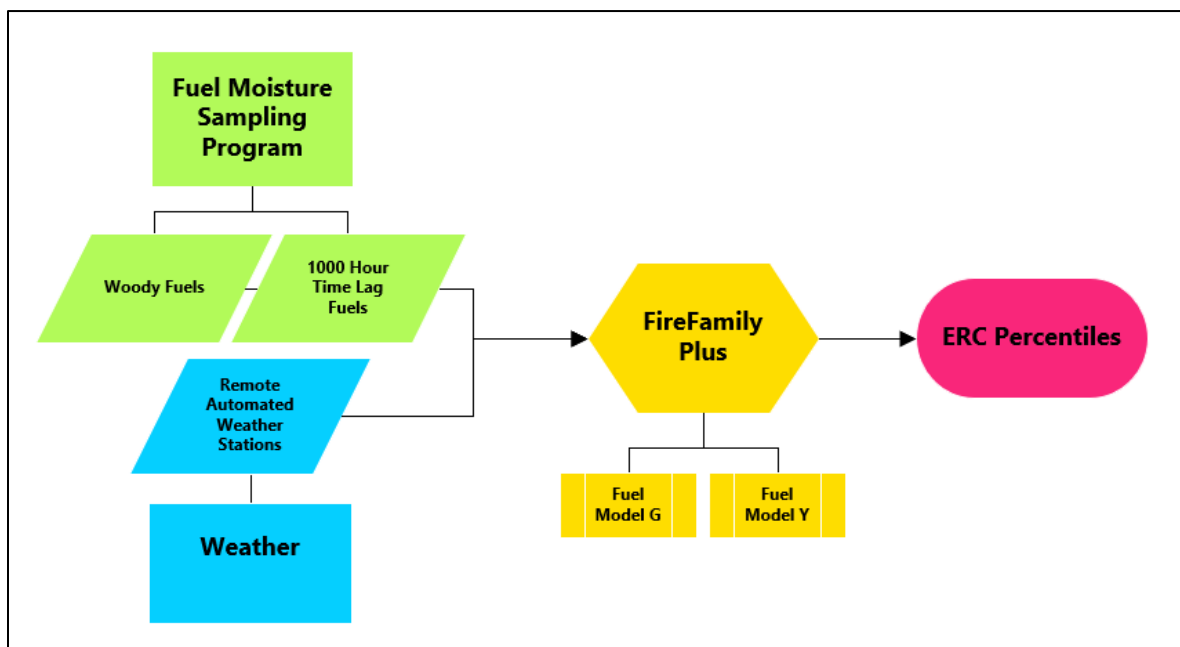 Fuel Moisture
Sampling
Program
Woody Fuels
1000 Hour
Time Lag
Fuels
Remote
Automated
Weather
Stations
Weather
FireFamily
Plus
Fuel
Model G
Fuel
Model Y
ERC Percentiles